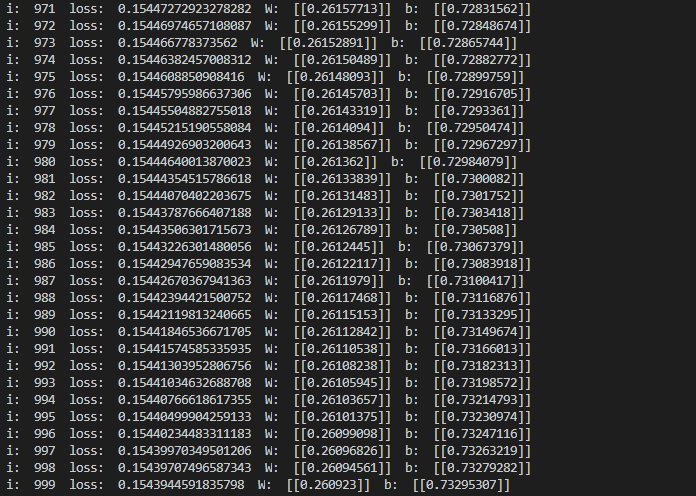 i:  971  loss:  0.15447272923278282  W:  [[0.26157713]]  b:  [[0.72831562]]
i:  972  loss:  0.15446974657108087  W:  [[0.26155299]]  b:  [[0.72848674]]
i:  973  loss:  0.154466778373562  W:  [[0.26152891]]  b:  [[0.72865744]]
i:  974  loss:  0.15446382457008312  W:  [[0.26150489]]  b:  [[0.72882772]]
i:  975  loss:  0.1544608850908416  W:  [[0.26148093]]  b:  [[0.72899759]]
i:  976  loss:  0.15445795986637306  W:  [[0.26145703]]  b:  [[0.72916705]]
i:  977  loss:  0.15445504882755018  W:  [[0.26143319]]  b:  [[0.7293361]]
i:  978  loss:  0.15445215190558084  W:  [[0.2614094]]  b:  [[0.72950474]]
i:  979  loss:  0.15444926903200643  W:  [[0.26138567]]  b:  [[0.72967297]]
i:  980  loss:  0.15444640013870023  W:  [[0.261362]]  b:  [[0.72984079]]
i:  981  loss:  0.15444354515786618  W:  [[0.26133839]]  b:  [[0.7300082]]
i:  982  loss:  0.15444070402203675  W:  [[0.26131483]]  b:  [[0.7301752]]
i:  983  loss:  0.15443787666407188  W:  [[0.26129133]]  b:  [[0.7303418]]
i:  984  loss:  0.15443506301715673  W:  [[0.26126789]]  b:  [[0.730508]]
i:  985  loss:  0.15443226301480056  W:  [[0.2612445]]  b:  [[0.73067379]]
i:  986  loss:  0.15442947659083534  W:  [[0.26122117]]  b:  [[0.73083918]]
i:  987  loss:  0.15442670367941363  W:  [[0.2611979]]  b:  [[0.73100417]]
i:  988  loss:  0.15442394421500752  W:  [[0.26117468]]  b:  [[0.73116876]]
i:  989  loss:  0.15442119813240665  W:  [[0.26115153]]  b:  [[0.73133295]]
i:  990  loss:  0.15441846536671705  W:  [[0.26112842]]  b:  [[0.73149674]]
i:  991  loss:  0.15441574585335935  W:  [[0.26110538]]  b:  [[0.73166013]]
i:  992  loss:  0.15441303952806756  W:  [[0.26108238]]  b:  [[0.73182313]]
i:  993  loss:  0.15441034632688708  W:  [[0.26105945]]  b:  [[0.73198572]]
i:  994  loss:  0.15440766618617355  W:  [[0.26103657]]  b:  [[0.73214793]]
i:  995  loss:  0.15440499904259133  W:  [[0.26101375]]  b:  [[0.73230974]]
i:  996  loss:  0.15440234483311183  W:  [[0.26099098]]  b:  [[0.73247116]]
i:  997  loss:  0.15439970349501206  W:  [[0.26096826]]  b:  [[0.73263219]]
i:  998  loss:  0.15439707496587343  W:  [[0.26094561]]  b:  [[0.73279282]]
i:  999  loss:  0.1543944591835798  W:  [[0.260923]]  b:  [[0.73295307]]